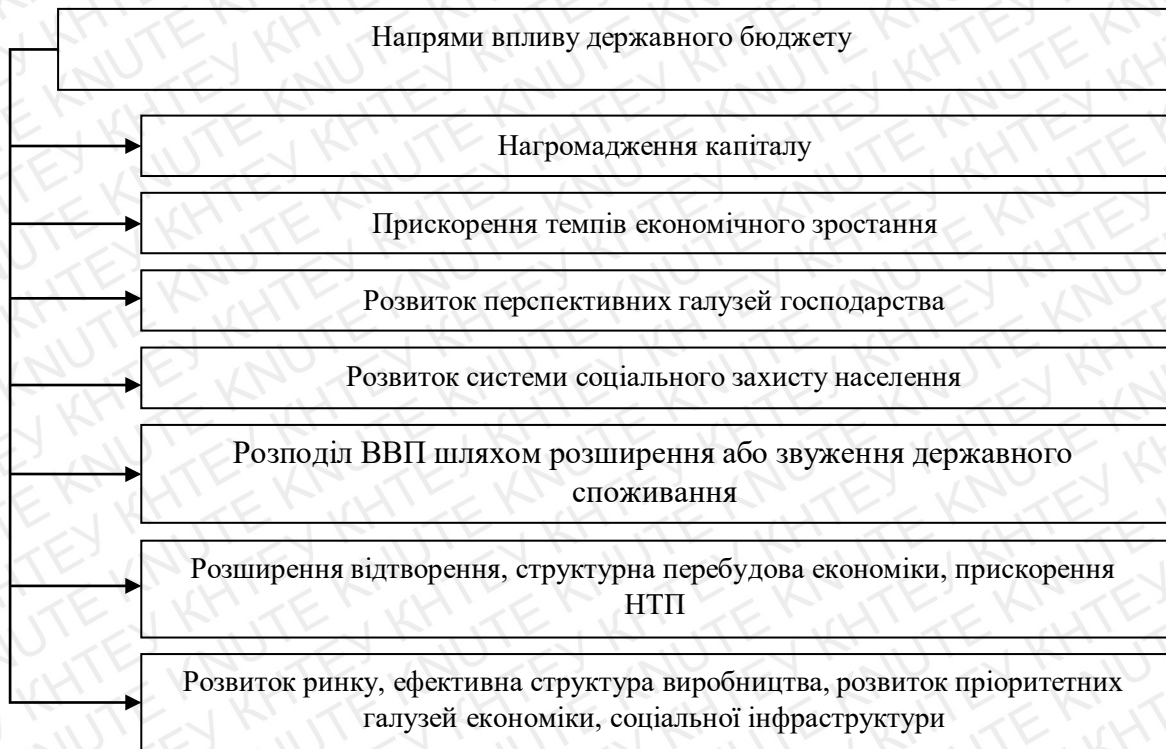 Напрями впливу державного бюджету
Нагромадження капіталу
Прискорення темпів економічного зростання
Розвиток перспективних галузей господарства
Розвиток системи соціального захисту населення
Розподіл ВВП шляхом розширення або звуження державного
споживання
Розширення відтворення, структурна перебудова економіки, прискорення
НТП
Розвиток ринку, ефективна структура виробництва, розвиток пріоритетних
галузей економіки, соціальної інфраструктури